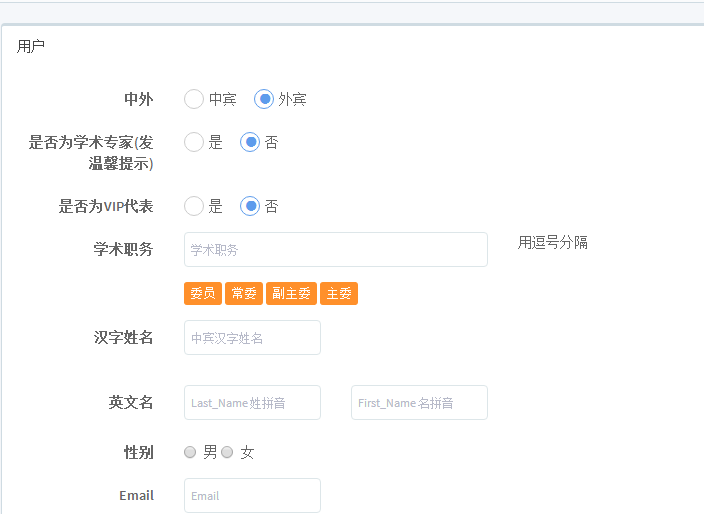 用户
中外 中宾 外宾
是否为学术专家(发
温馨提示) 是 否
是否为VIP代表 是 否
学术职务 学术职务 用逗号分隔
委员 常委 副主委 主委
汉字姓名 中宾汉字姓名
英文名 Last_Name姓拼音 First_Name名拼音
性别 男 女
Email Email